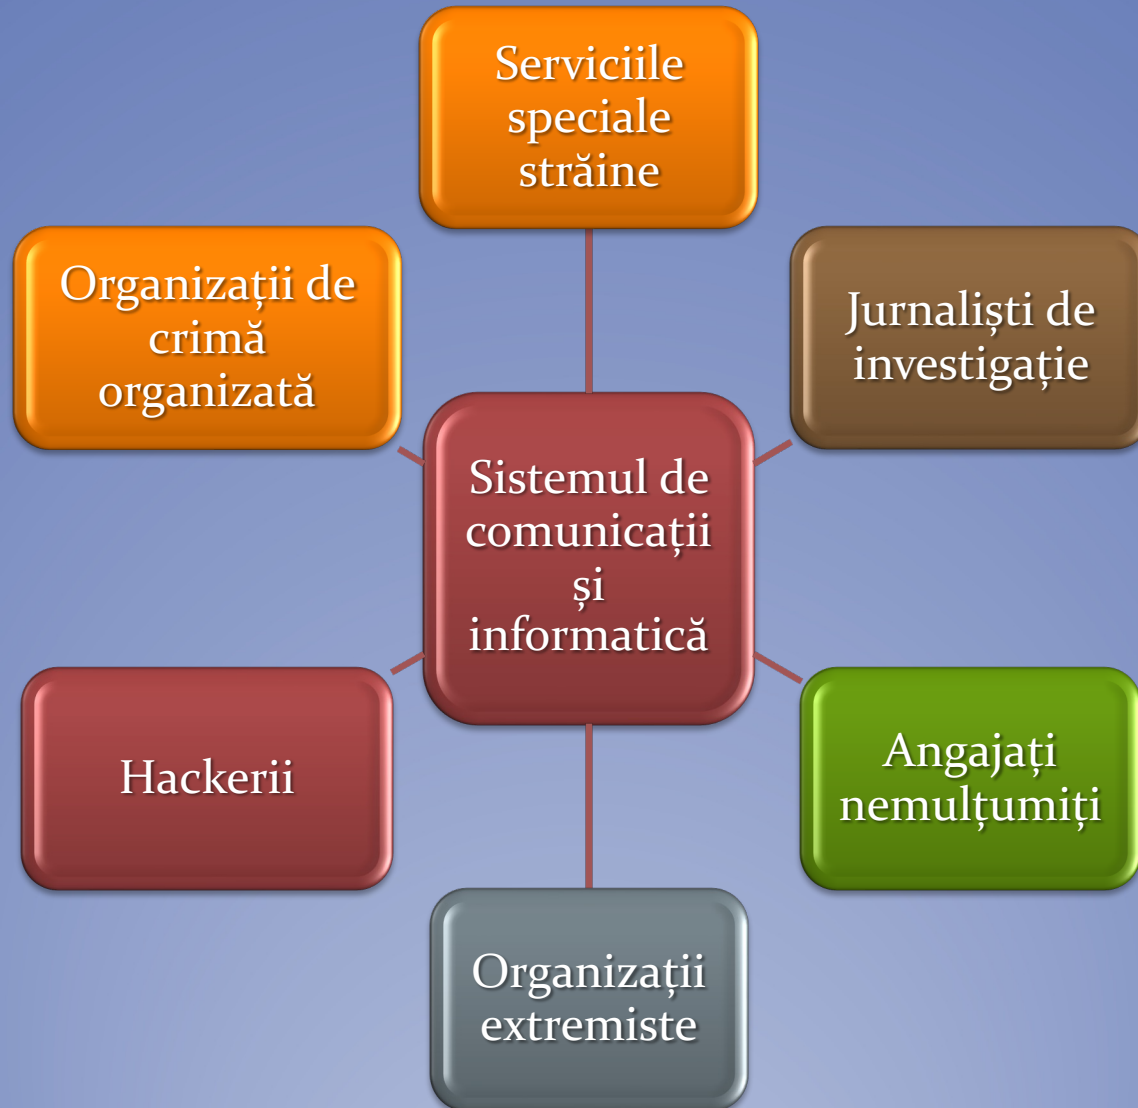 Serviciile
speciale
străine
Organizații de
crimă
organizată
Jurnaliști de
investigație
Sistemul de
comunicații
și
informatică
Hackerii
Angajați
nemulțumiți
Organizații
extremiste